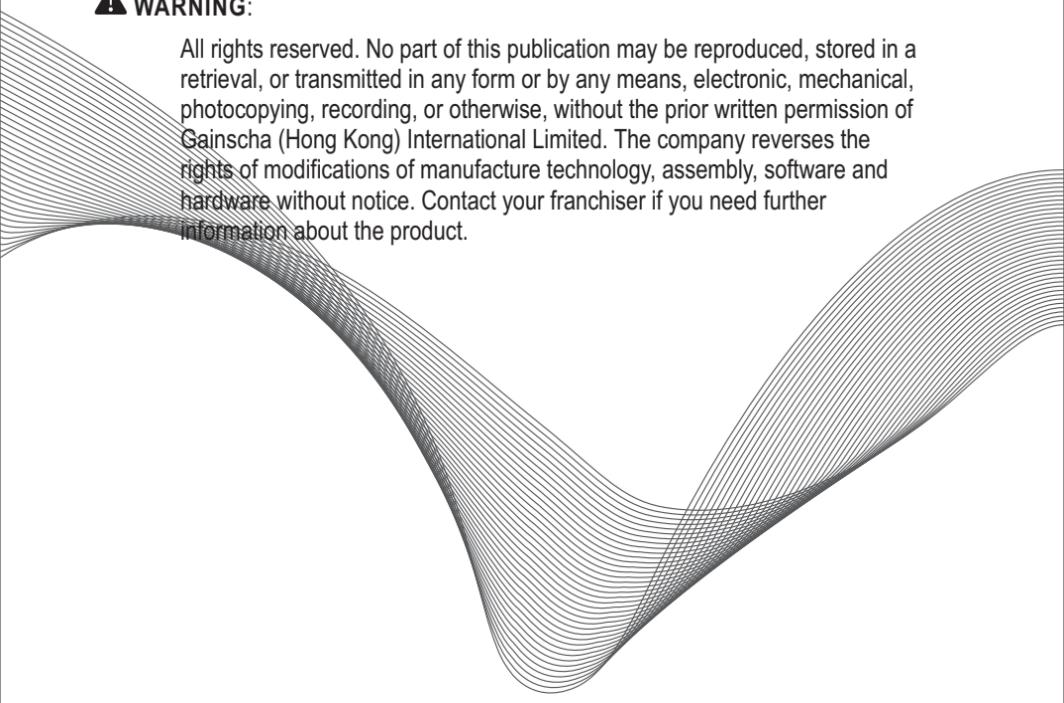 WARNING:
All rights reserved. No part of this publication may be reproduced, stored in a
retrieval, or transmitted in any form or by any means, electronic, mechanical,
photocopying, recording, or otherwise, without the prior written permission of
Gainscha (Hong Kong) International Limited. The company reverses the
rights of modifications of manufacture technology, assembly, software and
hardware without notice. Contact your franchiser if you need further
information about the product.